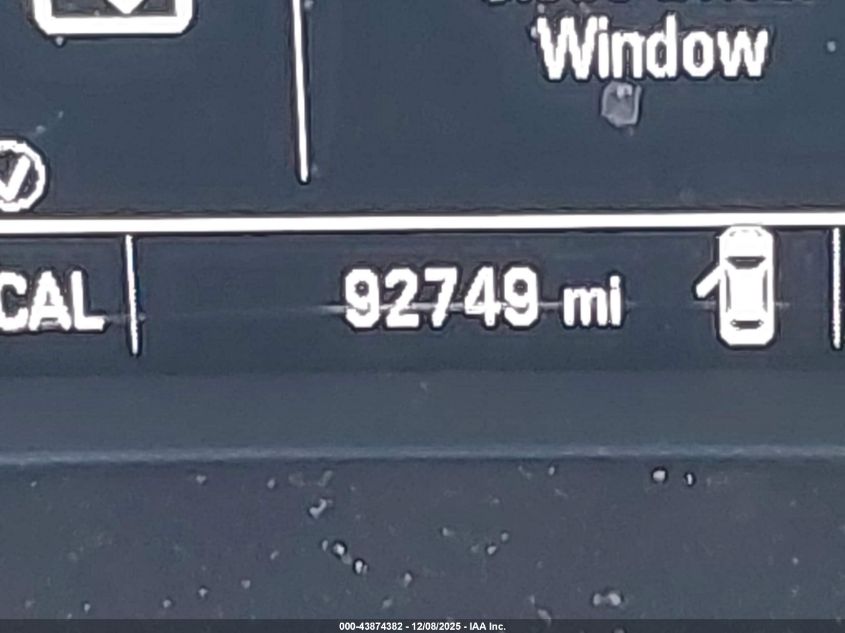 Window
CAL
92749 mi
000-43874382 - 12/08/2025 - IAA Inc.